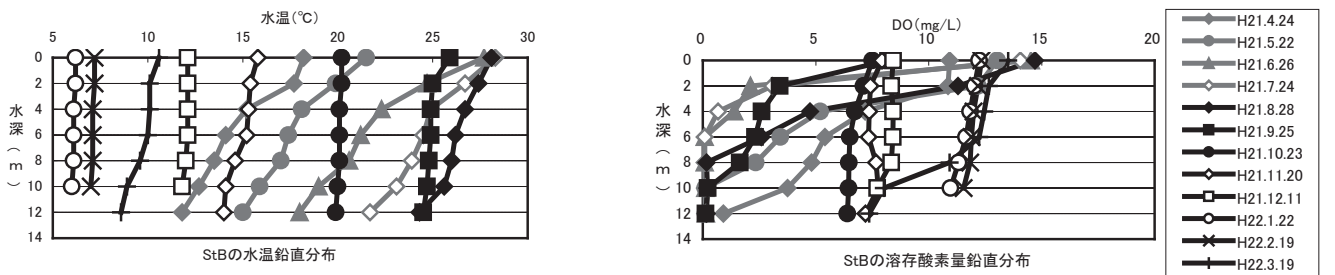 水温(℃)
5 10 15 20 25 30
0
2
4
6
8
10
12
14
水深(m)
StBの水温鉛直分布
DO(mg/L)
0 5 10 15 20
0
2
4
6
8
10
12
14
水深(m)
StBの溶存酸素量鉛直分布
H21.4.24
H21.5.22
H21.6.26
H21.7.24
H21.8.28
H21.9.25
H21.10.23
H21.11.20
H21.12.11
H22.1.22
H22.2.19
H22.3.19